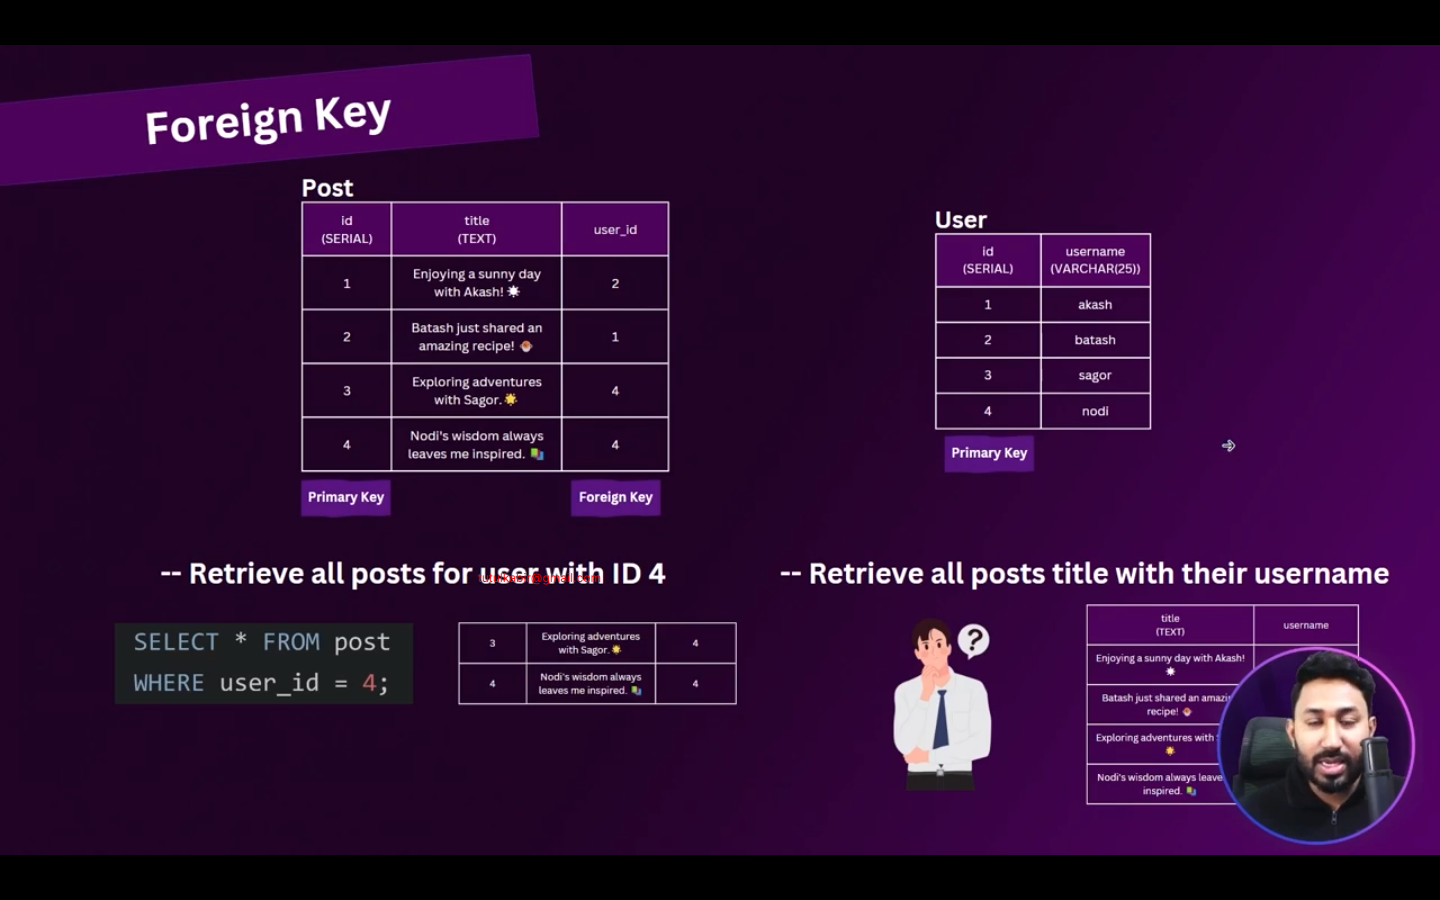 Foreign Key
Post
id
(SERIAL)
title
(TEXT)
user_id
1
Enjoying a sunny day
with Akash! ☀
2
2
Batash just shared an
amazing recipe! 🍛
1
3
Exploring adventures
with Sagor. 🌟
4
4
Nodi's wisdom always
leaves me inspired. 📚
4
Primary Key
Foreign Key
User
id
(SERIAL)
username
(VARCHAR(25))
1
akash
2
batash
3
sagor
4
nodi
Primary Key
-- Retrieve all posts for user with ID 4
SELECT * FROM post
WHERE user_id = 4;
3
Exploring adventures
with Sagor. 🌟
4
4
Nodi's wisdom always
leaves me inspired. 📚
4
-- Retrieve all posts title with their username
?
title
(TEXT)
username
Enjoying a sunny day with Akash!
☀
Batash just shared an
recipe! 🍛
Exploring adventures with
🌟
Nodi's wisdom always
inspired. 📚